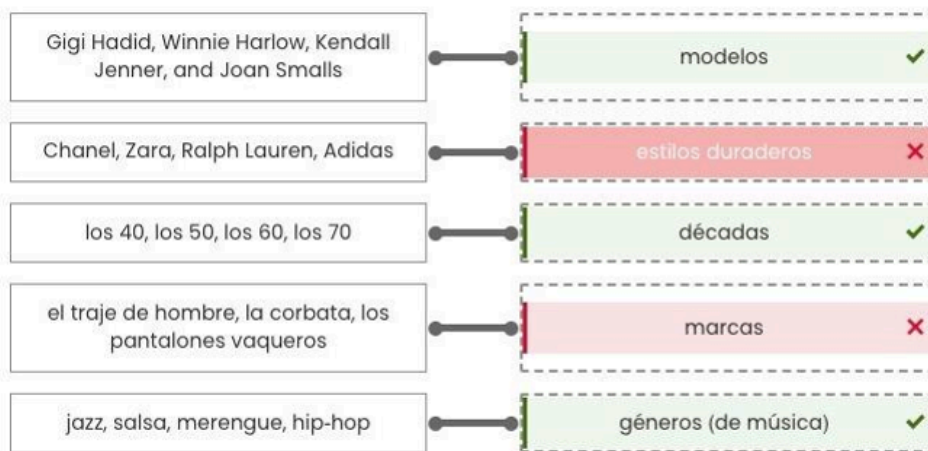 Gigi Hadid, Winnie Harlow, Kendall
Jenner, and Joan Smalls
modelos
Chanel, Zara, Ralph Lauren, Adidas
estilos duraderos
los 40, los 50, los 60, los 70
décadas
el traje de hombre, la corbata, los
pantalones vaqueros
marcas
jazz, salsa, merengue, hip-hop
géneros (de música)